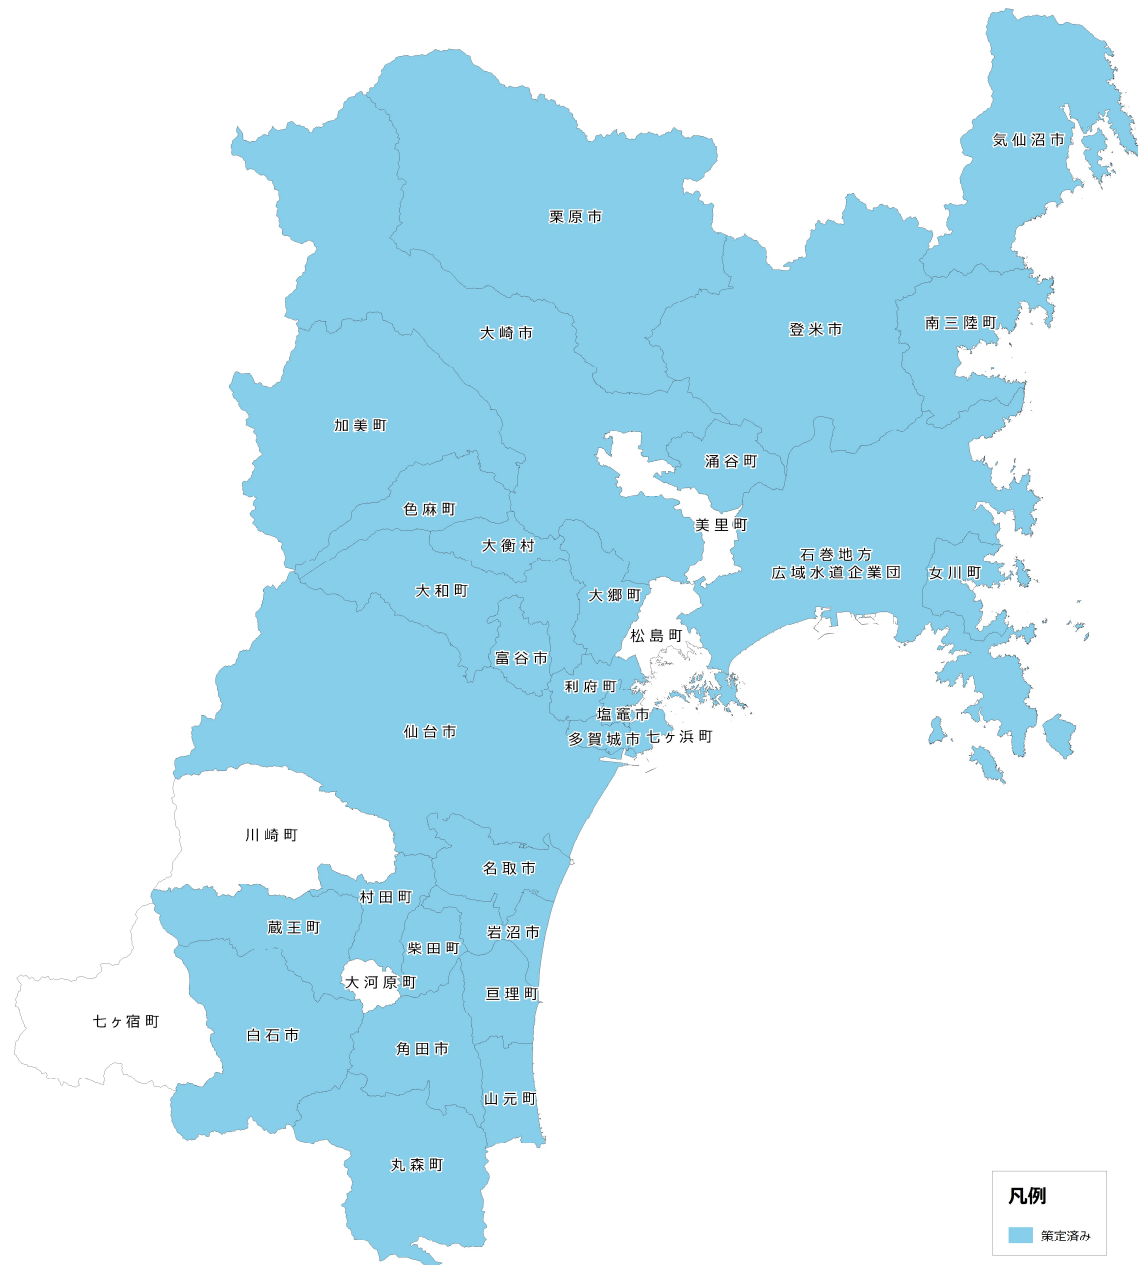 気仙沼市
栗原市
南三陸町
登米市
大崎市
加美町
涌谷町
色麻町
美里町
大衡村
石巻地方
広域水道企業団
女川町
大和町
大郷町
松島町
富谷市
利府町
塩竈市
仙台市
多賀城市
七ヶ浜町
川崎町
名取市
村田町
蔵王町
岩沼市
柴田町
大河原町
亘理町
七ヶ宿町
白石市
角田市
山元町
丸森町
凡例
策定済み